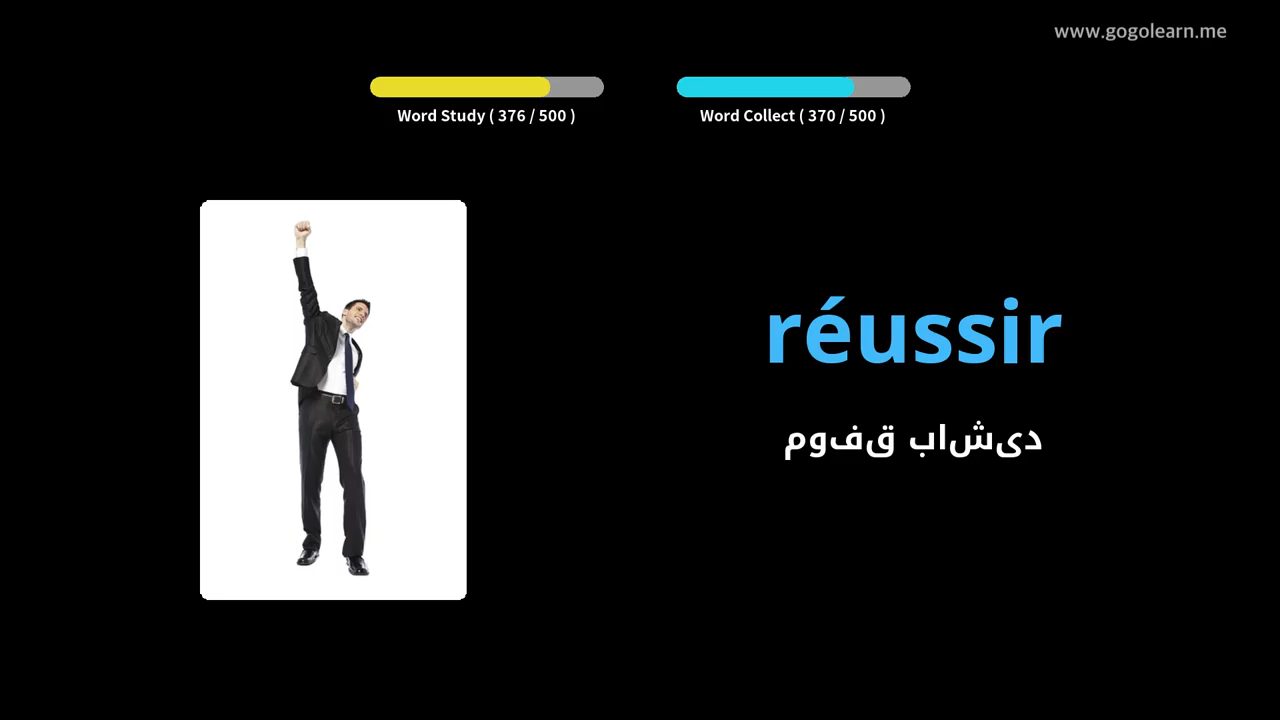 www.gogolearn.me
Word Study ( 376 / 500 )
Word Collect ( 370 / 500 )
réussir
موفق باشید